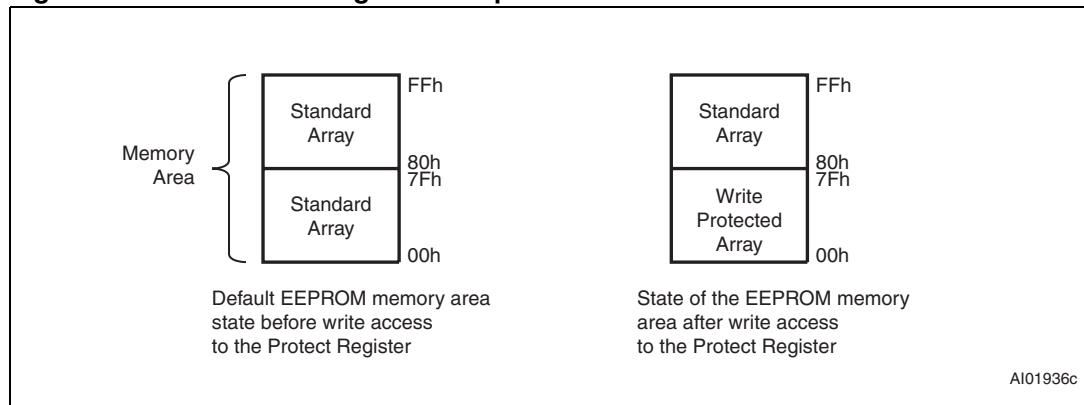 FFh
Standard
Array
80h
7Fh
Memory
Area
Standard
Array
00h
Default EEPROM memory area
state before write access
to the Protect Register
FFh
Standard
Array
80h
7Fh
Write
Protected
Array
00h
State of the EEPROM memory
area after write access
to the Protect Register
AI01936c